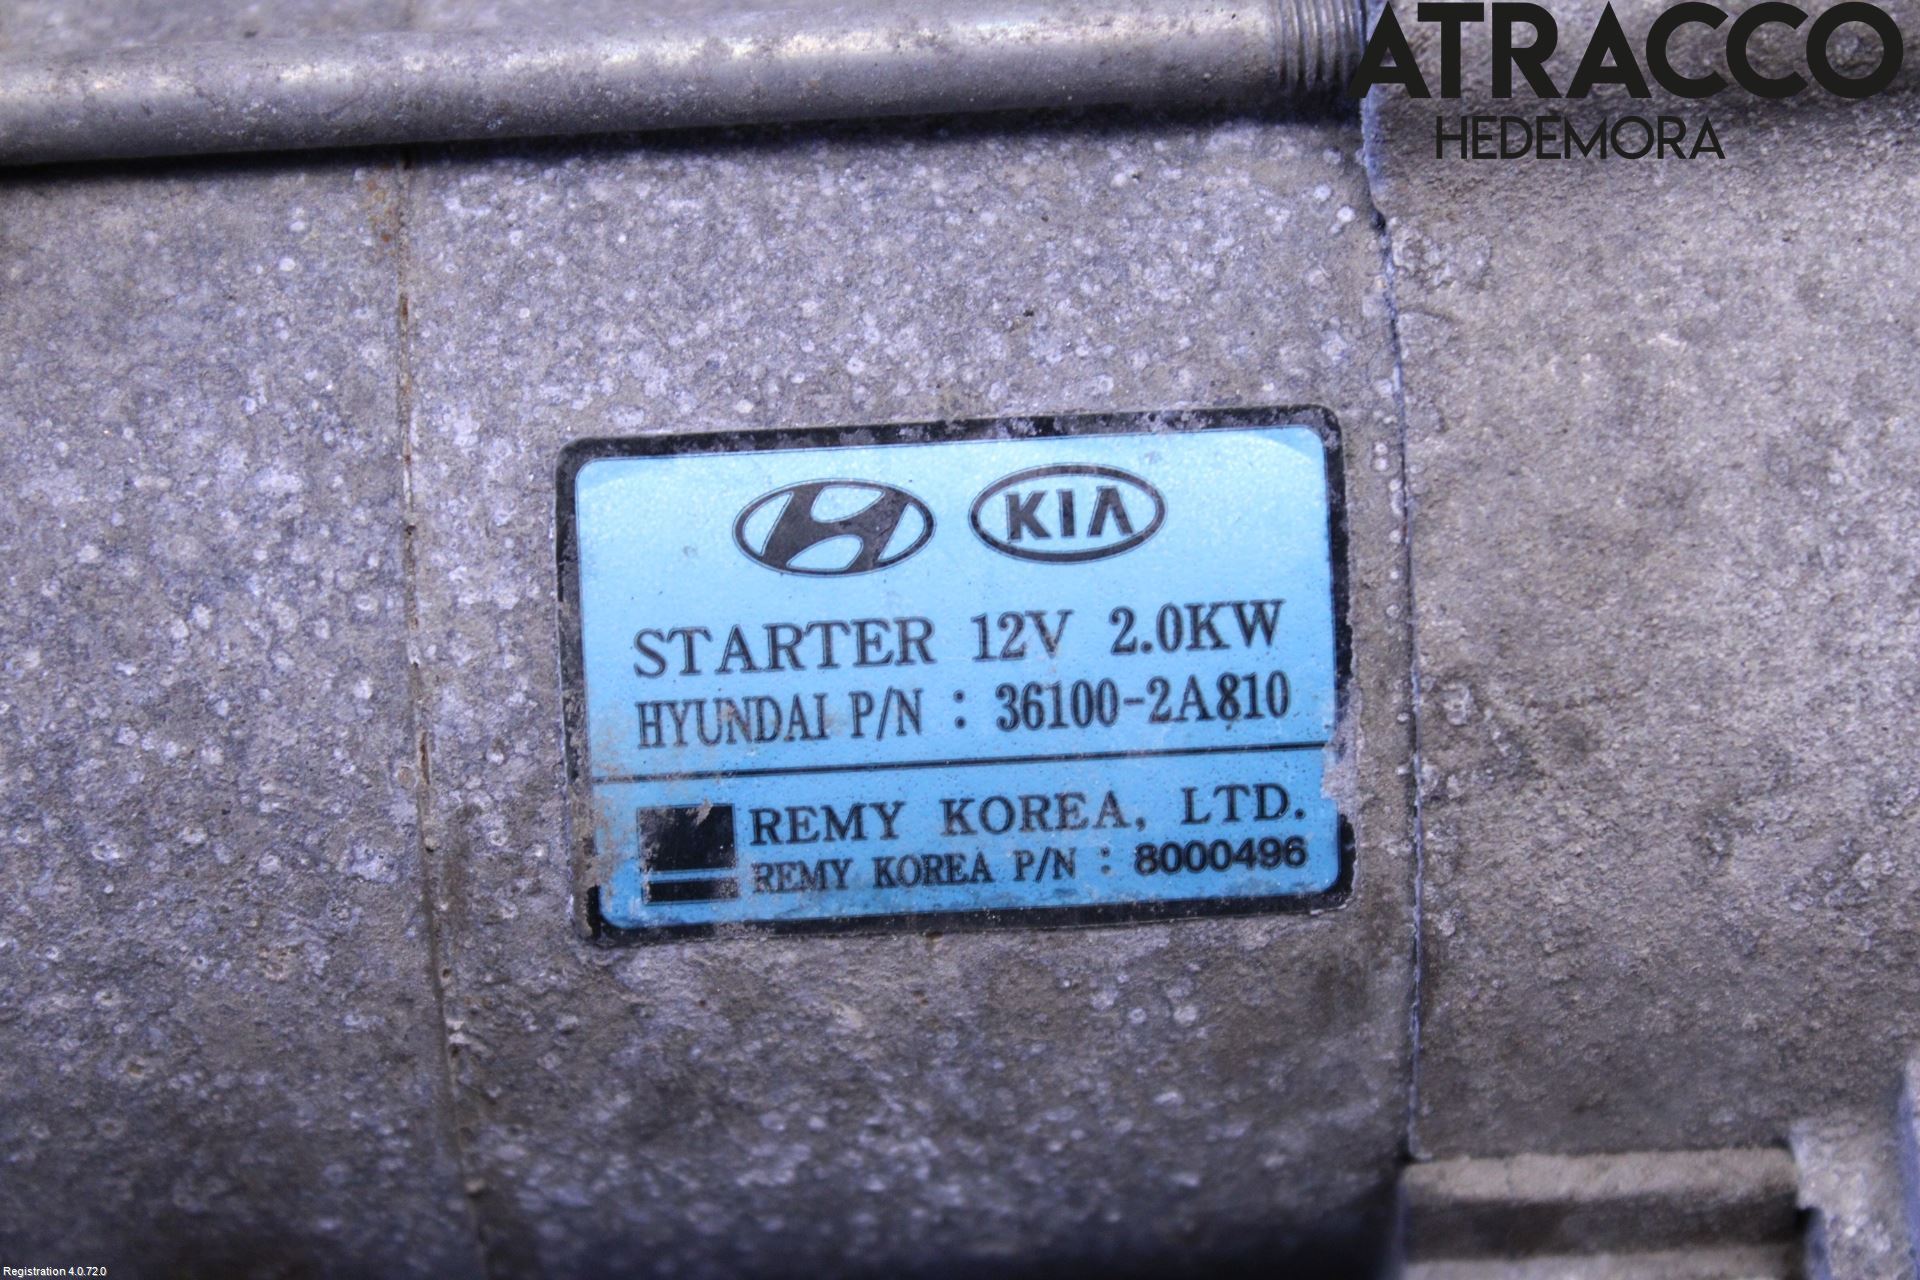 ATRACCO
HEDEMORA
KIA
STARTER 12V 2.0KW
HYUNDAI P/N : 36100-2A810
REMY KOREA, LTD.
REMY KOREA P/N : 8000496
Registration 4.0.72.0